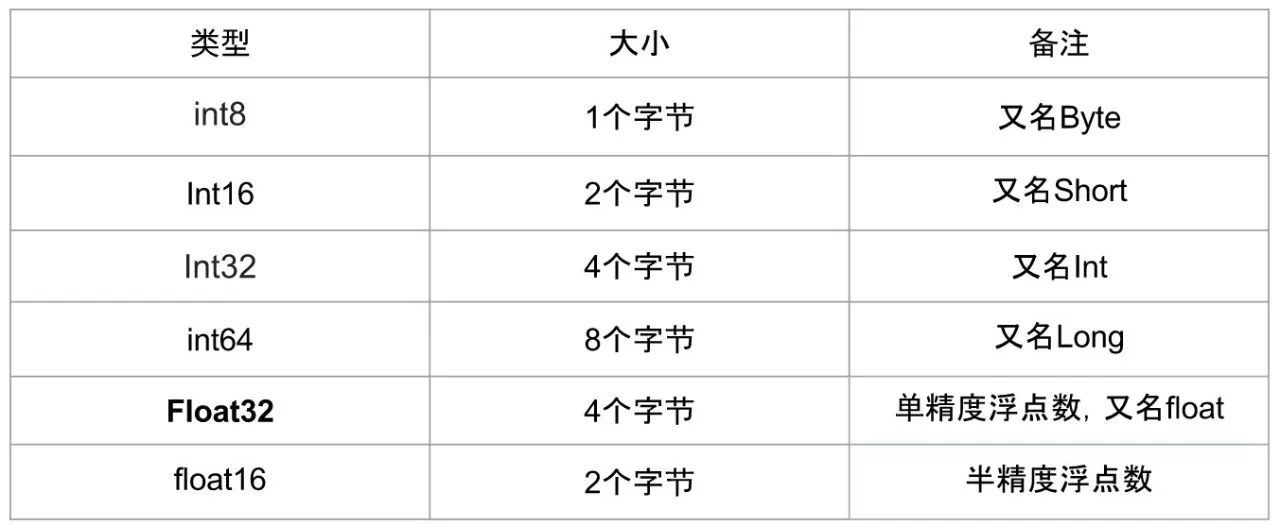 类型 大小 备注
int8 1个字节 又名Byte
Int16 2个字节 又名Short
Int32 4个字节 又名Int
int64 8个字节 又名Long
Float32 4个字节 单精度浮点数，又名float
float16 2个字节 半精度浮点数